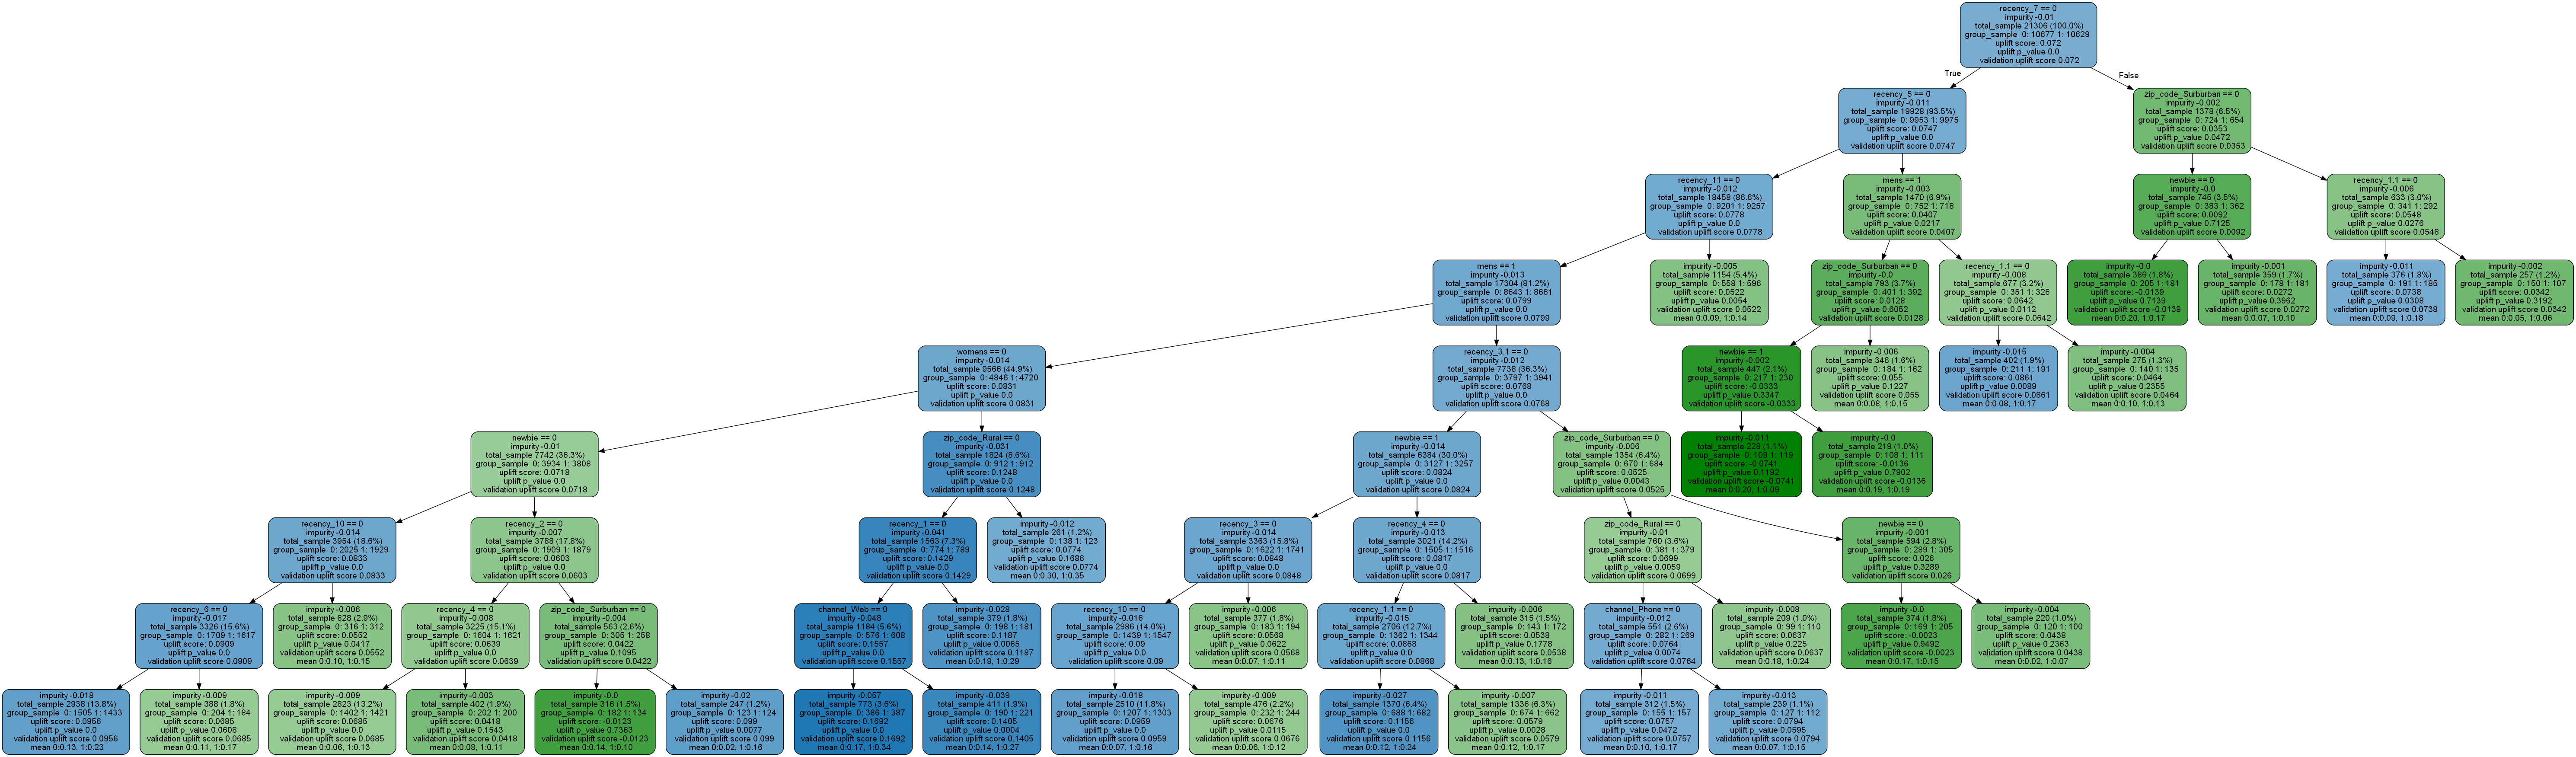 recency_7 == 0
impurity -0.01
total_sample 21306 (100.0%)
group_sample 0: 10677 1: 10629
uplift score: 0.072
uplift p_value 0.0
validation uplift score 0.072
True
False
recency_5 == 0
impurity -0.011
total_sample 19928 (93.5%)
group_sample 0: 9953 1: 9975
uplift score: 0.0747
uplift p_value 0.0
validation uplift score 0.0747
zip_code_Surburban == 0
impurity -0.002
total_sample 1378 (6.5%)
group_sample 0: 724 1: 654
uplift score: 0.0353
uplift p_value 0.0472
validation uplift score 0.0353
recency_11 == 0
impurity -0.012
total_sample 18458 (86.6%)
group_sample 0: 9201 1: 9257
uplift score: 0.0778
uplift p_value 0.0
validation uplift score 0.0778
mens == 1
impurity -0.003
total_sample 1470 (6.9%)
group_sample 0: 752 1: 718
uplift score: 0.0407
uplift p_value 0.0217
validation uplift score 0.0407
newbie == 0
impurity -0.0
total_sample 745 (3.5%)
group_sample 0: 383 1: 362
uplift score: 0.0092
uplift p_value 0.7125
validation uplift score 0.0092
recency_1.1 == 0
impurity -0.006
total_sample 633 (3.0%)
group_sample 0: 341 1: 292
uplift score: 0.0548
uplift p_value 0.0276
validation uplift score 0.0548
mens == 1
impurity -0.013
total_sample 17304 (81.2%)
group_sample 0: 8643 1: 8661
uplift score: 0.0799
uplift p_value 0.0
validation uplift score 0.0799
impurity -0.005
total_sample 1154 (5.4%)
group_sample 0: 558 1: 596
uplift score: 0.0522
uplift p_value 0.0054
validation uplift score 0.0522
mean 0:0.09, 1:0.14
zip_code_Surburban == 0
impurity -0.0
total_sample 793 (3.7%)
group_sample 0: 401 1: 392
uplift score: 0.0128
uplift p_value 0.6052
validation uplift score 0.0128
recency_1.1 == 0
impurity -0.008
total_sample 677 (3.2%)
group_sample 0: 351 1: 326
uplift score: 0.0642
uplift p_value 0.0112
validation uplift score 0.0642
impurity -0.0
total_sample 386 (1.8%)
group_sample 0: 205 1: 181
uplift score: -0.0139
uplift p_value 0.7139
validation uplift score -0.0139
mean 0:0.20, 1:0.17
impurity -0.001
total_sample 359 (1.7%)
group_sample 0: 178 1: 181
uplift score: 0.0272
uplift p_value 0.3962
validation uplift score 0.0272
mean 0:0.07, 1:0.10
impurity -0.011
total_sample 376 (1.8%)
group_sample 0: 191 1: 185
uplift score: 0.0738
uplift p_value 0.0308
validation uplift score 0.0738
mean 0:0.09, 1:0.18
impurity -0.002
total_sample 257 (1.2%)
group_sample 0: 150 1: 107
uplift score: 0.0342
uplift p_value 0.3192
validation uplift score 0.0342
mean 0:0.05, 1:0.06
womens == 0
impurity -0.014
total_sample 9566 (44.9%)
group_sample 0: 4846 1: 4720
uplift score: 0.0831
uplift p_value 0.0
validation uplift score 0.0831
recency_3.1 == 0
impurity -0.012
total_sample 7738 (36.3%)
group_sample 0: 3797 1: 3941
uplift score: 0.0768
uplift p_value 0.0
validation uplift score 0.0768
newbie == 1
impurity -0.002
total_sample 447 (2.1%)
group_sample 0: 217 1: 230
uplift score: -0.0333
uplift p_value 0.3347
validation uplift score -0.0333
impurity -0.006
total_sample 346 (1.6%)
group_sample 0: 184 1: 162
uplift score: 0.055
uplift p_value 0.1227
validation uplift score 0.055
mean 0:0.08, 1:0.15
impurity -0.015
total_sample 402 (1.9%)
group_sample 0: 211 1: 191
uplift score: 0.0861
uplift p_value 0.0089
validation uplift score 0.0861
mean 0:0.08, 1:0.17
impurity -0.004
total_sample 275 (1.3%)
group_sample 0: 140 1: 135
uplift score: 0.0464
uplift p_value 0.2355
validation uplift score 0.0464
mean 0:0.10, 1:0.13
newbie == 0
impurity -0.01
total_sample 7742 (36.3%)
group_sample 0: 3934 1: 3808
uplift score: 0.0718
uplift p_value 0.0
validation uplift score 0.0718
zip_code_Rural == 0
impurity -0.031
total_sample 1824 (8.6%)
group_sample 0: 912 1: 912
uplift score: 0.1248
uplift p_value 0.0
validation uplift score 0.1248
newbie == 1
impurity -0.014
total_sample 6384 (30.0%)
group_sample 0: 3127 1: 3257
uplift score: 0.0824
uplift p_value 0.0
validation uplift score 0.0824
zip_code_Surburban == 0
impurity -0.006
total_sample 1354 (6.4%)
group_sample 0: 670 1: 684
uplift score: 0.0525
uplift p_value 0.0043
validation uplift score 0.0525
impurity -0.011
total_sample 228 (1.1%)
group_sample 0: 109 1: 119
uplift score: -0.0741
uplift p_value 0.1192
validation uplift score -0.0741
mean 0:0.20, 1:0.09
impurity -0.0
total_sample 219 (1.0%)
group_sample 0: 108 1: 111
uplift score: -0.0136
uplift p_value 0.7902
validation uplift score -0.0136
mean 0:0.19, 1:0.19
recency_10 == 0
impurity -0.014
total_sample 3954 (18.6%)
group_sample 0: 2025 1: 1929
uplift score: 0.0833
uplift p_value 0.0
validation uplift score 0.0833
recency_2 == 0
impurity -0.007
total_sample 3788 (17.8%)
group_sample 0: 1909 1: 1879
uplift score: 0.0603
uplift p_value 0.0
validation uplift score 0.0603
recency_1 == 0
impurity -0.041
total_sample 1563 (7.3%)
group_sample 0: 774 1: 789
uplift score: 0.1429
uplift p_value 0.0
validation uplift score 0.1429
impurity -0.012
total_sample 261 (1.2%)
group_sample 0: 138 1: 123
uplift score: 0.0774
uplift p_value 0.1686
validation uplift score 0.0774
mean 0:0.30, 1:0.35
recency_3 == 0
impurity -0.014
total_sample 3363 (15.8%)
group_sample 0: 1622 1: 1741
uplift score: 0.0848
uplift p_value 0.0
validation uplift score 0.0848
recency_4 == 0
impurity -0.013
total_sample 3021 (14.2%)
group_sample 0: 1505 1: 1516
uplift score: 0.0817
uplift p_value 0.0
validation uplift score 0.0817
zip_code_Rural == 0
impurity -0.01
total_sample 760 (3.6%)
group_sample 0: 381 1: 379
uplift score: 0.0699
uplift p_value 0.0059
validation uplift score 0.0699
newbie == 0
impurity -0.001
total_sample 594 (2.8%)
group_sample 0: 289 1: 305
uplift score: 0.026
uplift p_value 0.3289
validation uplift score 0.026
recency_6 == 0
impurity -0.017
total_sample 3326 (15.6%)
group_sample 0: 1709 1: 1617
uplift score: 0.0909
uplift p_value 0.0
validation uplift score 0.0909
impurity -0.006
total_sample 628 (2.9%)
group_sample 0: 316 1: 312
uplift score: 0.0552
uplift p_value 0.0417
validation uplift score 0.0552
mean 0:0.10, 1:0.15
recency_4 == 0
impurity -0.008
total_sample 3225 (15.1%)
group_sample 0: 1604 1: 1621
uplift score: 0.0639
uplift p_value 0.0
validation uplift score 0.0639
zip_code_Surburban == 0
impurity -0.004
total_sample 563 (2.6%)
group_sample 0: 305 1: 258
uplift score: 0.0422
uplift p_value 0.1095
validation uplift score 0.0422
channel_Web == 0
impurity -0.048
total_sample 1184 (5.6%)
group_sample 0: 576 1: 608
uplift score: 0.1557
uplift p_value 0.0
validation uplift score 0.1557
impurity -0.028
total_sample 379 (1.8%)
group_sample 0: 198 1: 181
uplift score: 0.1187
uplift p_value 0.0065
validation uplift score 0.1187
mean 0:0.19, 1:0.29
recency_10 == 0
impurity -0.016
total_sample 2986 (14.0%)
group_sample 0: 1439 1: 1547
uplift score: 0.09
uplift p_value 0.0
validation uplift score 0.09
impurity -0.006
total_sample 377 (1.8%)
group_sample 0: 183 1: 194
uplift score: 0.0568
uplift p_value 0.0622
validation uplift score 0.0568
mean 0:0.07, 1:0.11
recency_1.1 == 0
impurity -0.015
total_sample 2706 (12.7%)
group_sample 0: 1362 1: 1344
uplift score: 0.0868
uplift p_value 0.0
validation uplift score 0.0868
impurity -0.006
total_sample 315 (1.5%)
group_sample 0: 143 1: 172
uplift score: 0.0538
uplift p_value 0.1778
validation uplift score 0.0538
mean 0:0.13, 1:0.16
channel_Phone == 0
impurity -0.012
total_sample 551 (2.6%)
group_sample 0: 282 1: 269
uplift score: 0.0764
uplift p_value 0.0074
validation uplift score 0.0764
impurity -0.008
total_sample 209 (1.0%)
group_sample 0: 99 1: 110
uplift score: 0.0637
uplift p_value 0.225
validation uplift score 0.0637
mean 0:0.18, 1:0.24
impurity -0.0
total_sample 374 (1.8%)
group_sample 0: 169 1: 205
uplift score: -0.0023
uplift p_value 0.9492
validation uplift score -0.0023
mean 0:0.17, 1:0.15
impurity -0.004
total_sample 220 (1.0%)
group_sample 0: 120 1: 100
uplift score: 0.0438
uplift p_value 0.2363
validation uplift score 0.0438
mean 0:0.02, 1:0.07
impurity -0.018
total_sample 2938 (13.8%)
group_sample 0: 1505 1: 1433
uplift score: 0.0956
uplift p_value 0.0
validation uplift score 0.0956
mean 0:0.13, 1:0.23
impurity -0.009
total_sample 388 (1.8%)
group_sample 0: 204 1: 184
uplift score: 0.0685
uplift p_value 0.0608
validation uplift score 0.0685
mean 0:0.11, 1:0.17
impurity -0.009
total_sample 2823 (13.2%)
group_sample 0: 1402 1: 1421
uplift score: 0.0685
uplift p_value 0.0
validation uplift score 0.0685
mean 0:0.06, 1:0.13
impurity -0.003
total_sample 402 (1.9%)
group_sample 0: 202 1: 200
uplift score: 0.0418
uplift p_value 0.1543
validation uplift score 0.0418
mean 0:0.08, 1:0.11
impurity -0.0
total_sample 316 (1.5%)
group_sample 0: 182 1: 134
uplift score: -0.0123
uplift p_value 0.7363
validation uplift score -0.0123
mean 0:0.14, 1:0.10
impurity -0.02
total_sample 247 (1.2%)
group_sample 0: 123 1: 124
uplift score: 0.099
uplift p_value 0.0077
validation uplift score 0.099
mean 0:0.02, 1:0.16
impurity -0.057
total_sample 773 (3.6%)
group_sample 0: 386 1: 387
uplift score: 0.1692
uplift p_value 0.0
validation uplift score 0.1692
mean 0:0.17, 1:0.34
impurity -0.039
total_sample 411 (1.9%)
group_sample 0: 190 1: 221
uplift score: 0.1405
uplift p_value 0.0004
validation uplift score 0.1405
mean 0:0.14, 1:0.27
impurity -0.018
total_sample 2510 (11.8%)
group_sample 0: 1207 1: 1303
uplift score: 0.0959
uplift p_value 0.0
validation uplift score 0.0959
mean 0:0.07, 1:0.16
impurity -0.009
total_sample 476 (2.2%)
group_sample 0: 232 1: 244
uplift score: 0.0676
uplift p_value 0.0115
validation uplift score 0.0676
mean 0:0.06, 1:0.12
impurity -0.027
total_sample 1370 (6.4%)
group_sample 0: 688 1: 682
uplift score: 0.1156
uplift p_value 0.0
validation uplift score 0.1156
mean 0:0.12, 1:0.24
impurity -0.007
total_sample 1336 (6.3%)
group_sample 0: 674 1: 662
uplift score: 0.0579
uplift p_value 0.0028
validation uplift score 0.0579
mean 0:0.12, 1:0.17
impurity -0.011
total_sample 312 (1.5%)
group_sample 0: 155 1: 157
uplift score: 0.0757
uplift p_value 0.0472
validation uplift score 0.0757
mean 0:0.10, 1:0.17
impurity -0.013
total_sample 239 (1.1%)
group_sample 0: 127 1: 112
uplift score: 0.0794
uplift p_value 0.0595
validation uplift score 0.0794
mean 0:0.07, 1:0.15